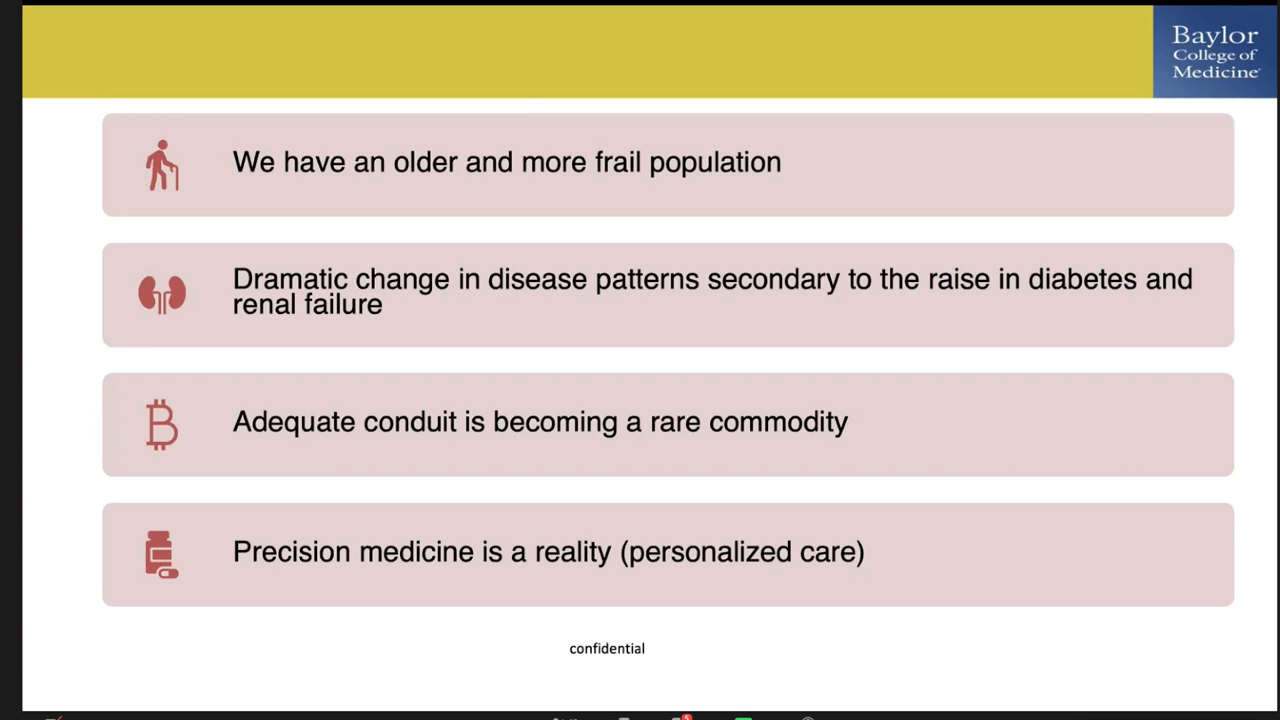 Baylor
College of
Medicine
We have an older and more frail population
Dramatic change in disease patterns secondary to the raise in diabetes and
renal failure
Adequate conduit is becoming a rare commodity
Precision medicine is a reality (personalized care)
confidential
5